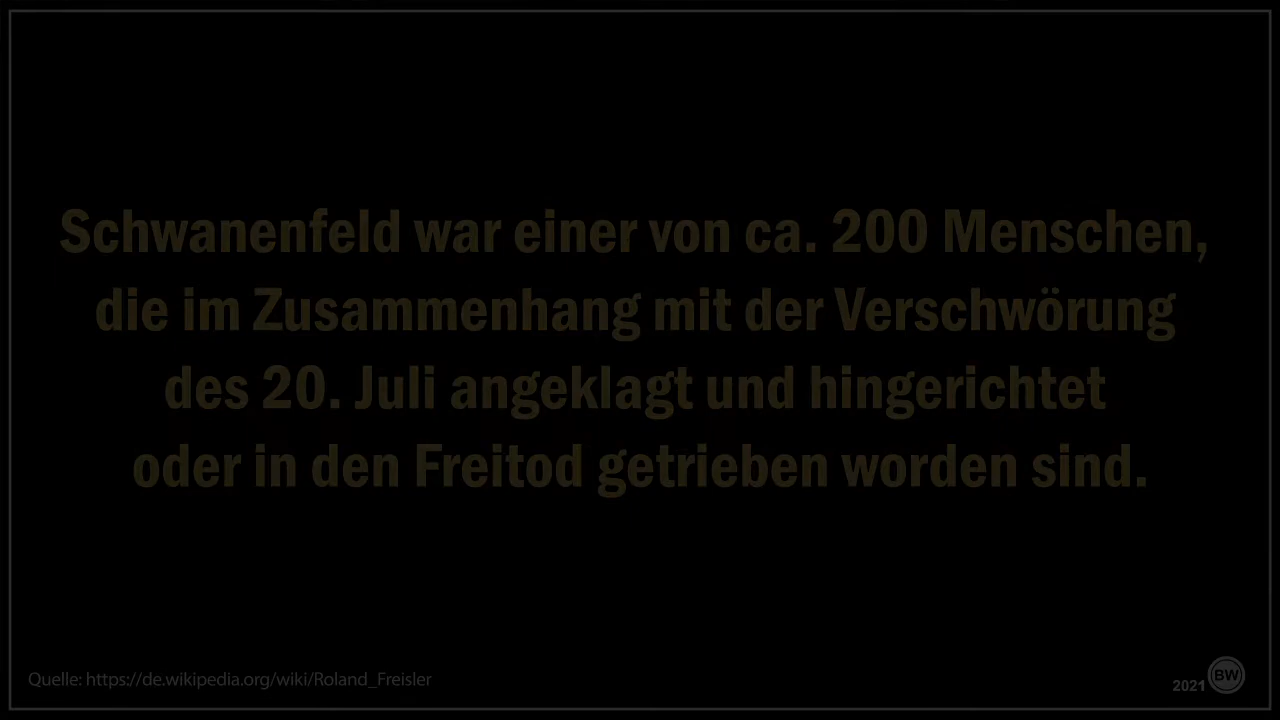 Schwanenfeld war einer von ca. 200 Menschen,
die im Zusammenhang mit der Verschwörung
des 20. Juli angeklagt und hingerichtet
oder in den Freitod getrieben worden sind.
Quelle: https://de.wikipedia.org/wiki/Roland_Freisler
2021 BW